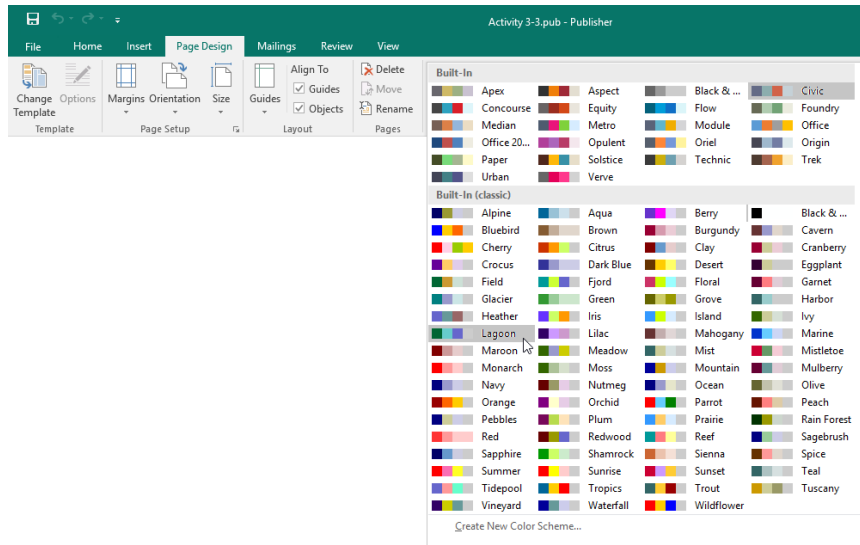 Activity 3-3.pub - Publisher
File Home Insert Page Design Mailings Review View
Change Template
Options
Margins
Orientation
Size
Guides
Align To
Guides
Objects
Delete
Move
Rename
Template Page Setup Layout Pages
Built-In
Apex Aspect Black & ... Civic
Concourse Equity Flow Foundry
Median Metro Module Office
Office 20... Opulent Oriel Origin
Paper Solstice Technic Trek
Urban Verve
Built-In (classic)
Alpine Aqua Berry Black & ...
Bluebird Brown Burgundy Cavern
Cherry Citrus Clay Cranberry
Crocus Dark Blue Desert Eggplant
Field Fjord Floral Garnet
Glacier Green Grove Harbor
Heather Iris Island Ivy
Lagoon Lilac Mahogany Marine
Maroon Meadow Mist Mistletoe
Monarch Moss Mountain Mulberry
Navy Nutmeg Ocean Olive
Orange Orchid Parrot Peach
Pebbles Plum Prairie Rain Forest
Red Redwood Reef Sagebrush
Sapphire Shamrock Sienna Spice
Summer Sunrise Sunset Teal
Tidepool Tropics Trout Tuscany
Vineyard Waterfall Wildflower
Create New Color Scheme...